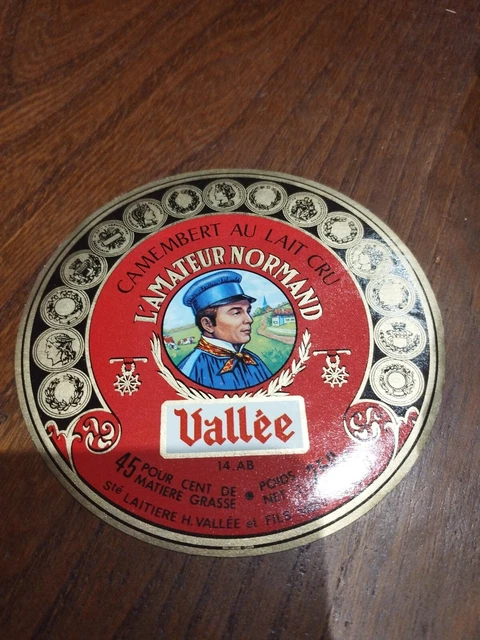 CAMEMBERT AU LAIT CRU
L'AMATEUR NORMAND
Vallée
14.AB
45 POUR CENT DE
MATIÈRE GRASSE
● POIDS
NET
Sté LAITIERE H. VALLÉE et FILS